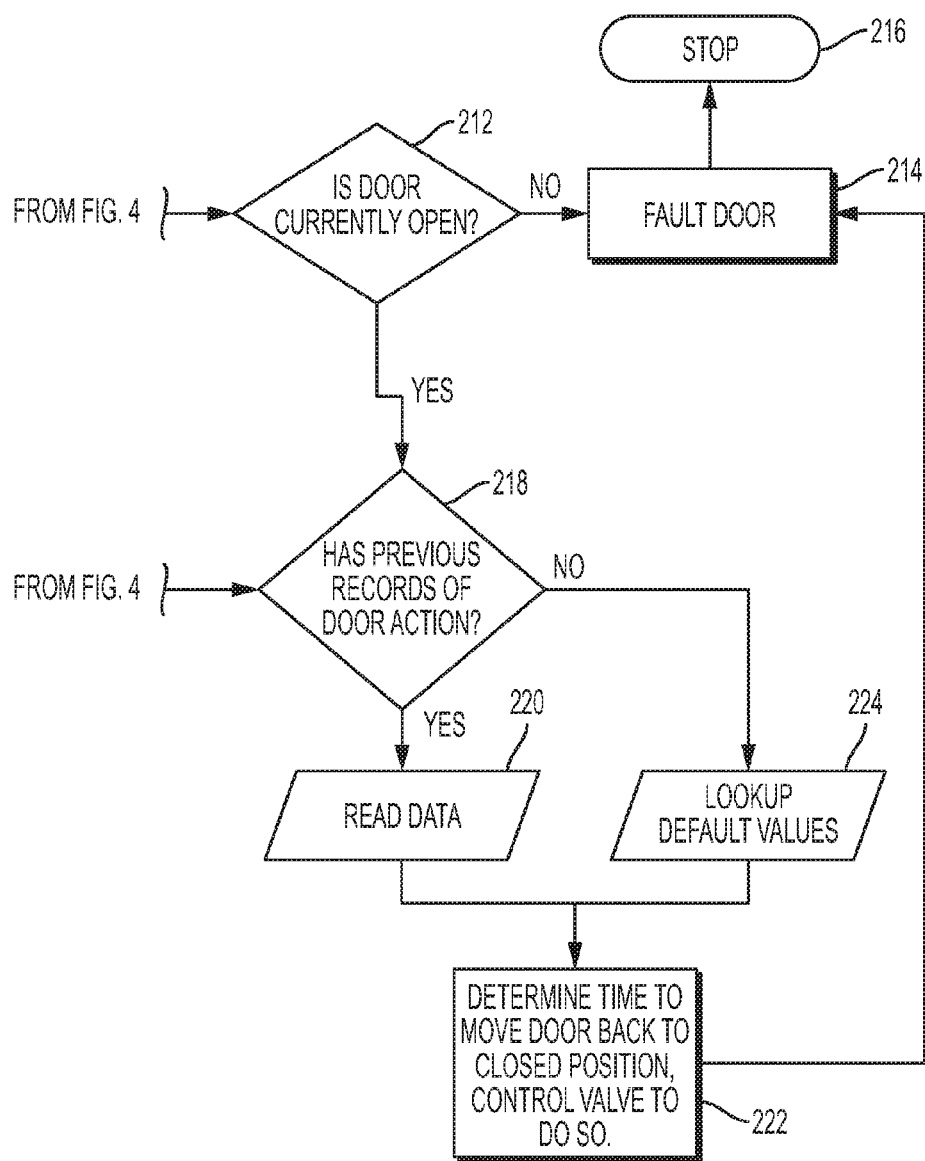 STOP
216
212
IS DOOR
CURRENTLY OPEN?
NO
FROM FIG. 4
FAULT DOOR
214
YES
218
HAS PREVIOUS
RECORDS OF
DOOR ACTION?
NO
FROM FIG. 4
YES
220
224
READ DATA
LOOKUP
DEFAULT VALUES
DETERMINE TIME TO
MOVE DOOR BACK TO
CLOSED POSITION,
CONTROL VALVE TO
DO SO.
222